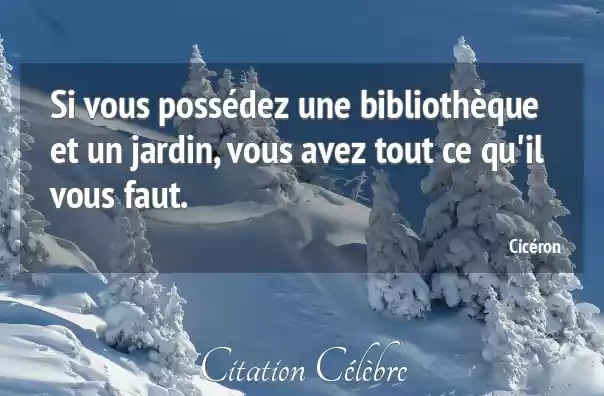 Si vous possédez une bibliothèque
et un jardin, vous avez tout ce qu'il
vous faut.
Cicéron
Citation Célèbre